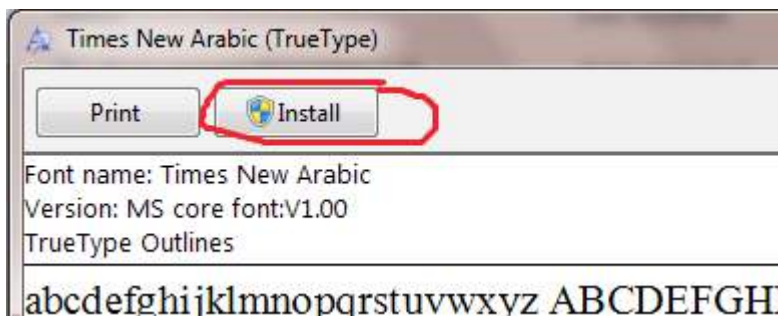 Times New Arabic (TrueType)
Print Install
Font name: Times New Arabic
Version: MS core font:V1.00
TrueType Outlines
abcdefghijklmnopqrstuvwxyz ABCDEFGH